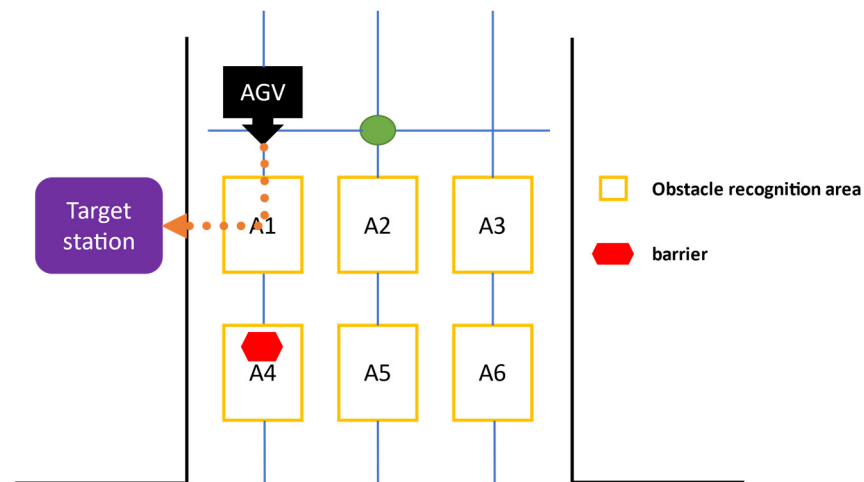 AGV
Target
station
A1
A2
A3
Obstacle recognition area
barrier
A4
A5
A6